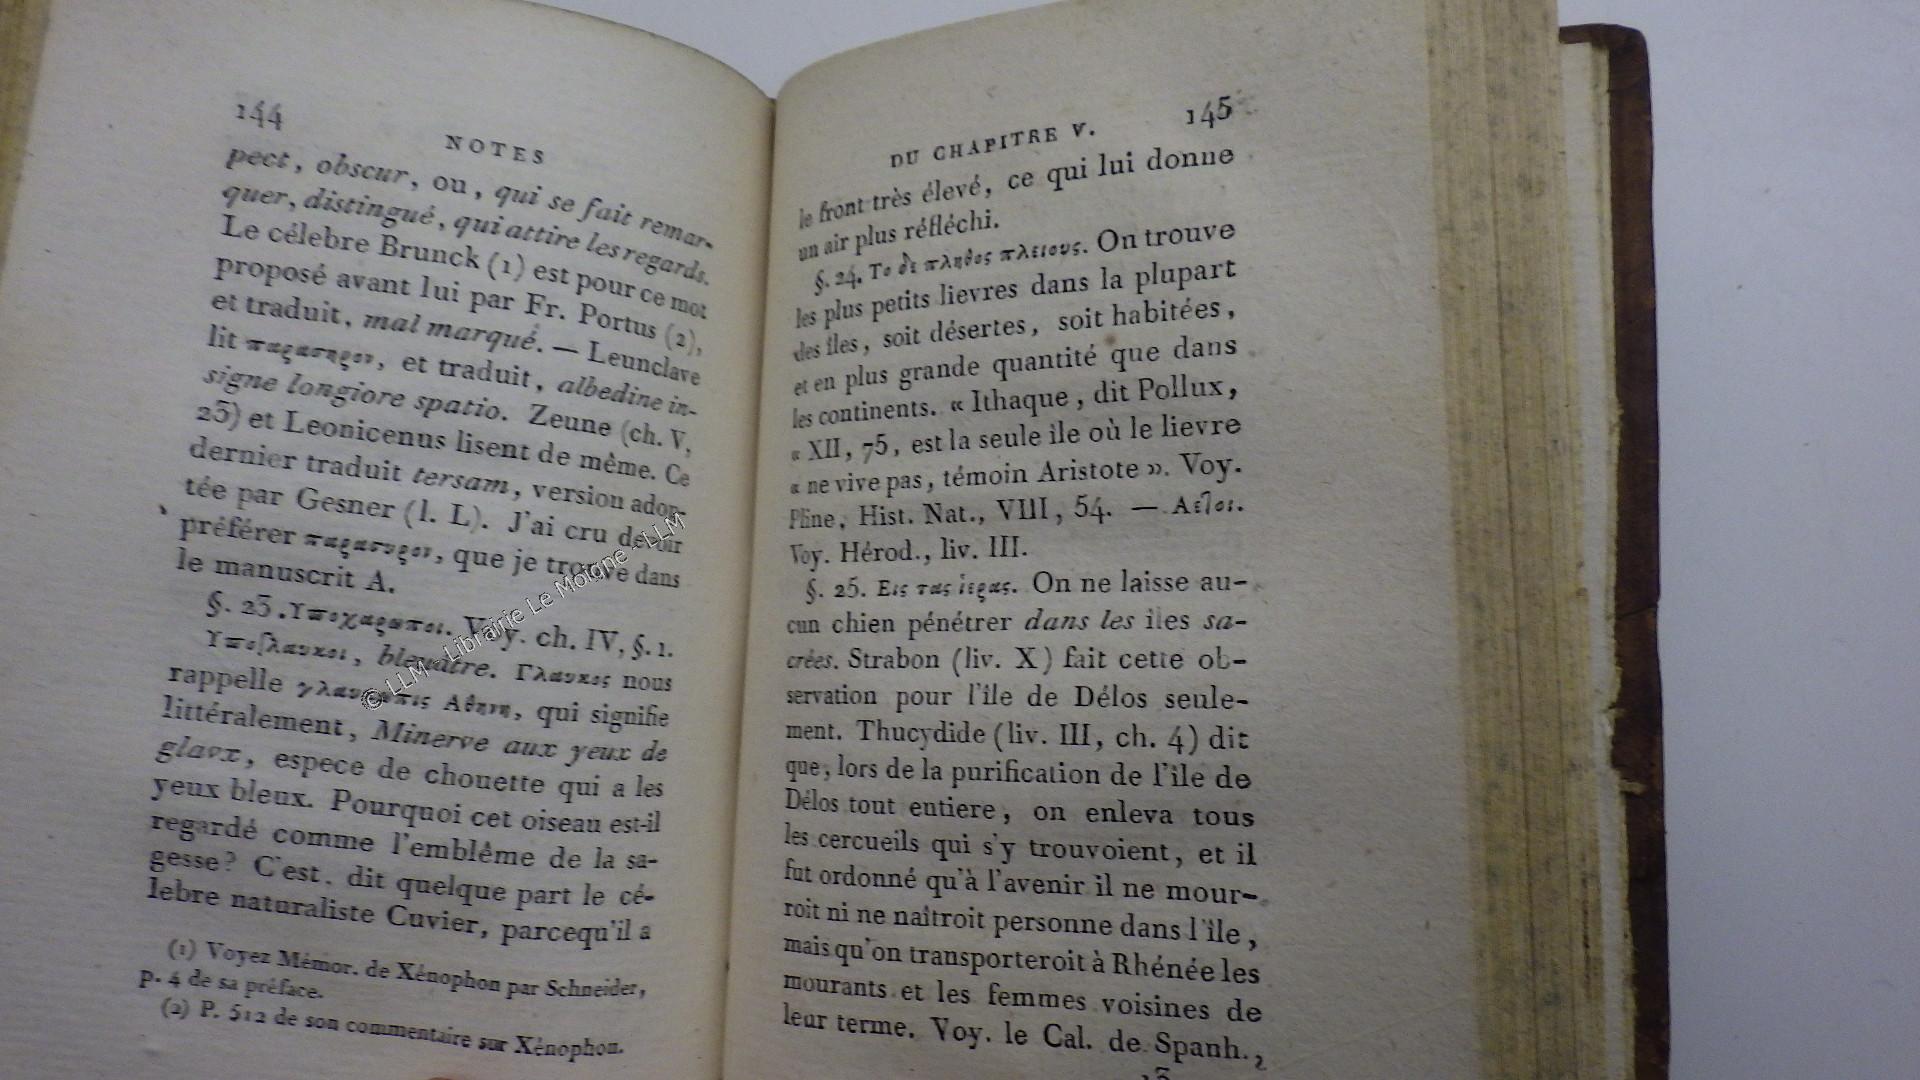 144
NOTES
pect, obscur, ou, qui se fait remar-
quer, distingué, qui attire les regards.
Le célebre Brunck (1) est pour ce mot
proposé avant lui par Fr. Portus (2),
et traduit, mal marqué. — Leunclave
lit παρασηρον, et traduit, albedine in-
signe longiore spatio. Zeune (ch. V,
23) et Leonicenus lisent de même. Ce
dernier traduit tersam, version adop-
tée par Gesner (l. L). J'ai cru devoir
préférer παρασυρον, que je trouve dans
le manuscrit A.
§. 23. Υποχαρωποι. Voy. ch. IV, §. 1.
Υπογλαυκοι, bleuâtre. Γλαυκος nous
rappelle γλαυκωπις Αθηνη, qui signifie
littéralement, Minerve aux yeux de
glavx, espece de chouette qui a les
yeux bleux. Pourquoi cet oiseau est-il
regardé comme l'emblême de la sa-
gesse? C'est, dit quelque part le cé-
lebre naturaliste Cuvier, parcequ'il a
(1) Voyez Mémor. de Xénophon par Schneider,
p. 4 de sa préface.
(2) P. 512 de son commentaire sur Xénophon.
© LLM - Librairie Le Moigne - LLM
DU CHAPITRE V.
145
le front très élevé, ce qui lui donne
un air plus réfléchi.
§. 24. Το δε πληθος πλειους. On trouve
les plus petits lievres dans la plupart
des îles, soit désertes, soit habitées,
et en plus grande quantité que dans
les continents. « Ithaque, dit Pollux,
« XII, 75, est la seule île où le lievre
« ne vive pas, témoin Aristote ». Voy.
Pline, Hist. Nat., VIII, 54. — Αετοι.
Voy. Hérod., liv. III.
§. 25. Εις τας ἱερας. On ne laisse au-
cun chien pénétrer dans les îles sa-
crées. Strabon (liv. X) fait cette ob-
servation pour l'île de Délos seule-
ment. Thucydide (liv. III, ch. 4) dit
que, lors de la purification de l'île de
Délos tout entiere, on enleva tous
les cercueils qui s'y trouvoient, et il
fut ordonné qu'à l'avenir il ne mour-
roit ni ne naîtroit personne dans l'île,
mais qu'on transporteroit à Rhénée les
mourants et les femmes voisines de
leur terme. Voy. le Cal. de Spanh.,
13